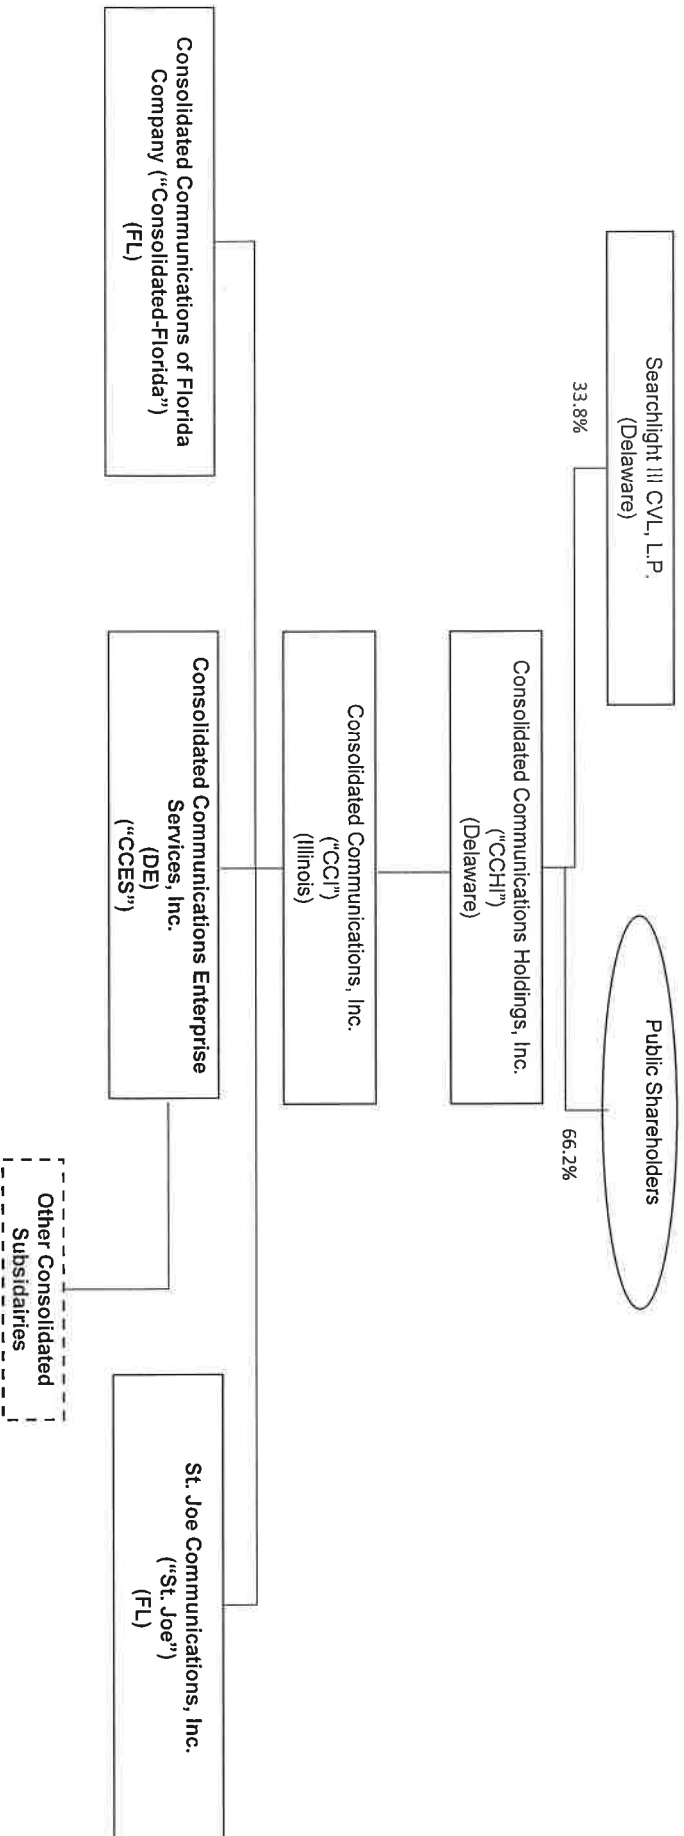 Searchlight III CVL, L.P.
(Delaware)
Public Shareholders
33.8%
66.2%
Consolidated Communications Holdings, Inc.
("CCHI")
(Delaware)
Consolidated Communications, Inc.
("CCI")
(Illinois)
Consolidated Communications of Florida
Company (“Consolidated-Florida”)
(FL)
Consolidated Communications Enterprise
Services, Inc.
(DE)
(“CCES”)
St. Joe Communications, Inc.
(“St. Joe”)
(FL)
Other Consolidated
Subsidairies